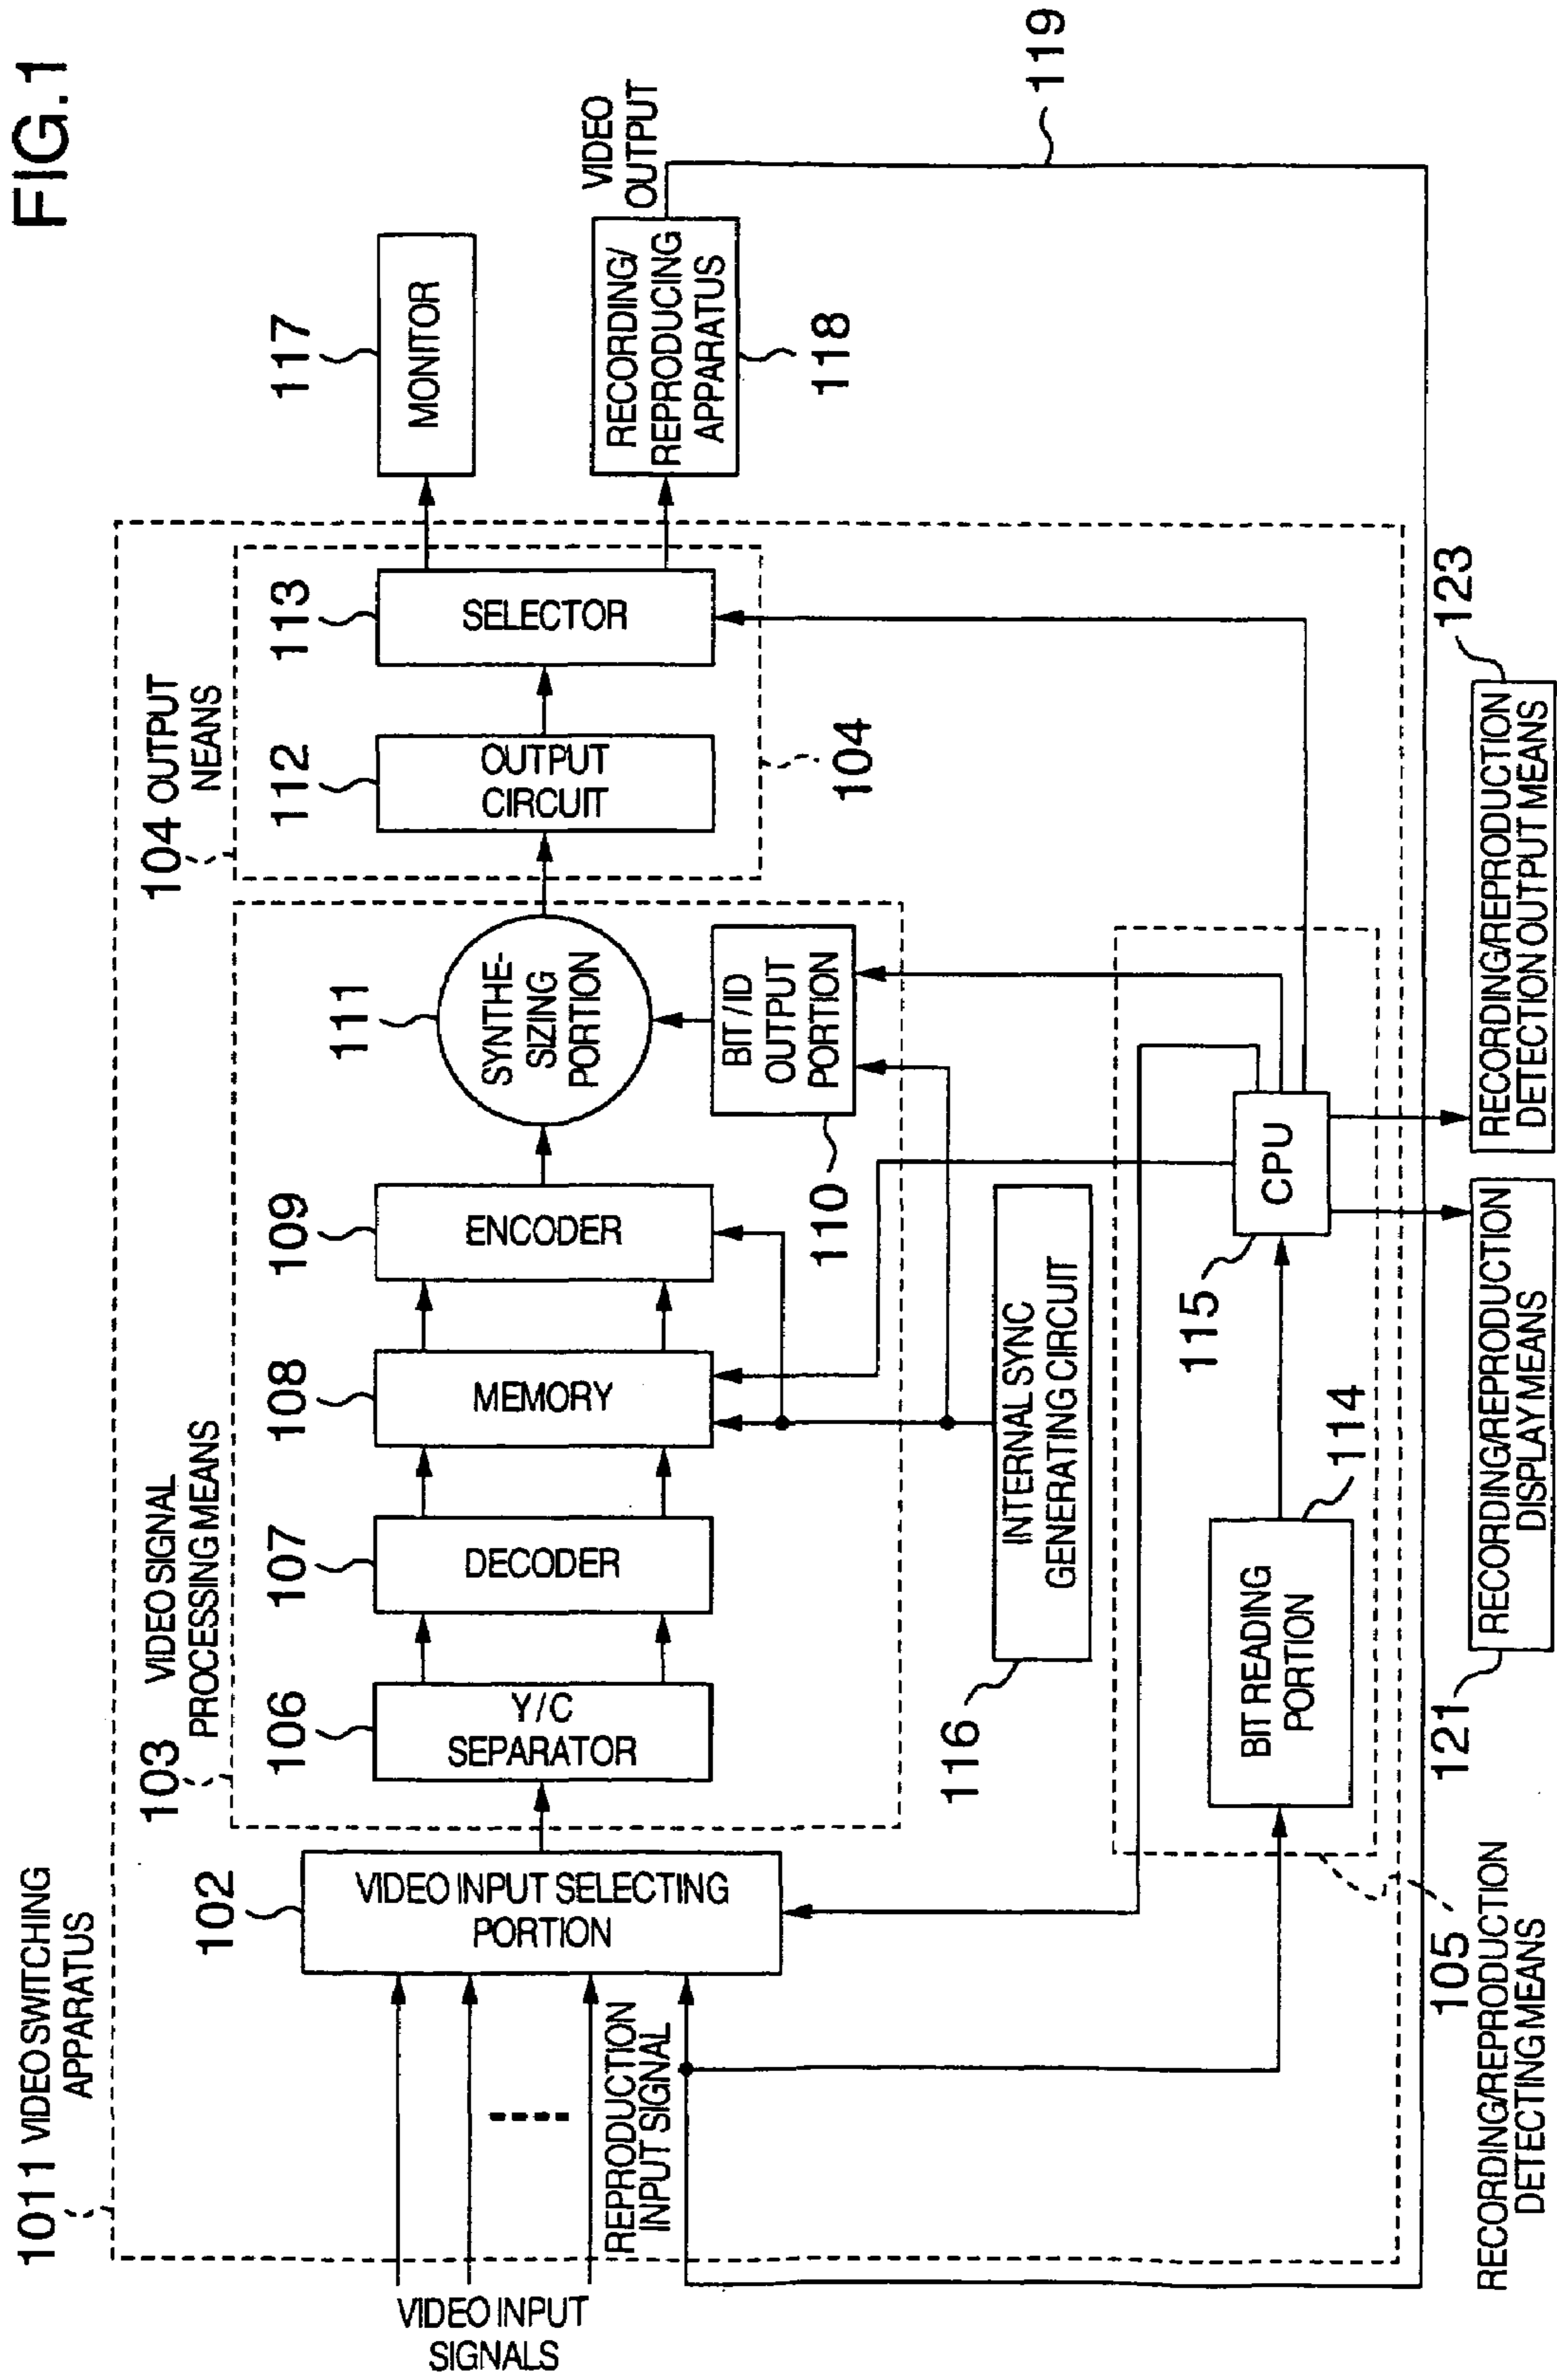 FIG.1
1011 VIDEO SWITCHING
APPARATUS
103
VIDEO SIGNAL
PROCESSING MEANS
104 OUTPUT
NEANS
102
VIDEO INPUT SELECTING
PORTION
106
Y/C
SEPARATOR
107
DECODER
108
MEMORY
109
ENCODER
111
SYNTHE-
SIZING
PORTION
112
OUTPUT
CIRCUIT
113
SELECTOR
117
MONITOR
VIDEO
OUTPUT
RECORDING/
REPRODUCING
APPARATUS
118
119
104
BIT/ID
OUTPUT
PORTION
110
VIDEO INPUT
SIGNALS
REPRODUCTION
INPUT SIGNAL
116
INTERNAL SYNC
GENERATING CIRCUIT
115
CPU
BIT READING
PORTION
114
105
RECORDING/REPRODUCTION
DETECTING MEANS
121
RECORDING/REPRODUCTION
DISPLAY MEANS
123
RECORDING/REPRODUCTION
DETECTION OUTPUT MEANS